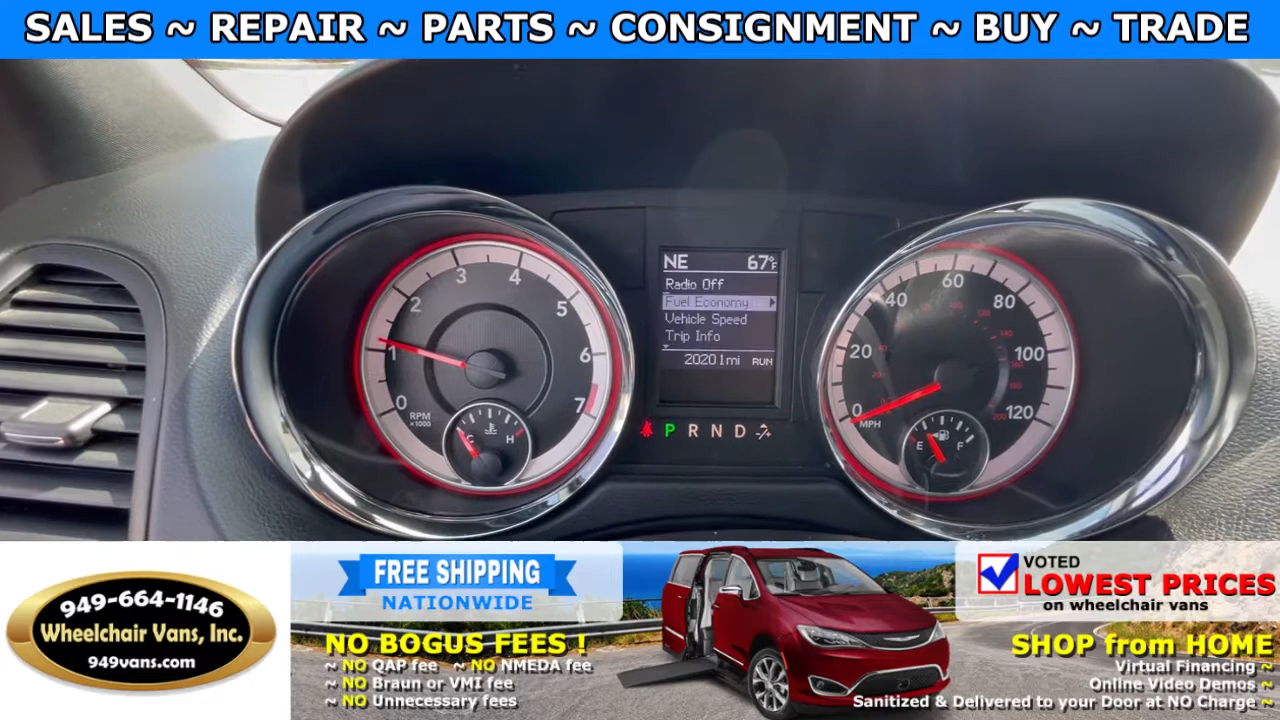 SALES ~ REPAIR ~ PARTS ~ CONSIGNMENT ~ BUY ~ TRADE
NE 67°F
Radio Off
Fuel Economy
Vehicle Speed
Trip Info
20201mi RUN
0 1 2 3 4 5 6 7
RPM
×1000
C H
P R N D
0 20 40 60 80 100 120
MPH
E F
949-664-1146
Wheelchair Vans, Inc.
949vans.com
FREE SHIPPING
NATIONWIDE
NO BOGUS FEES !
~ NO QAP fee ~ NO NMEDA fee
~ NO Braun or VMI fee
~ NO Unnecessary fees
VOTED
LOWEST PRICES
on wheelchair vans
SHOP from HOME
Virtual Financing ~
Online Video Demos ~
Sanitized & Delivered to your Door at NO Charge ~